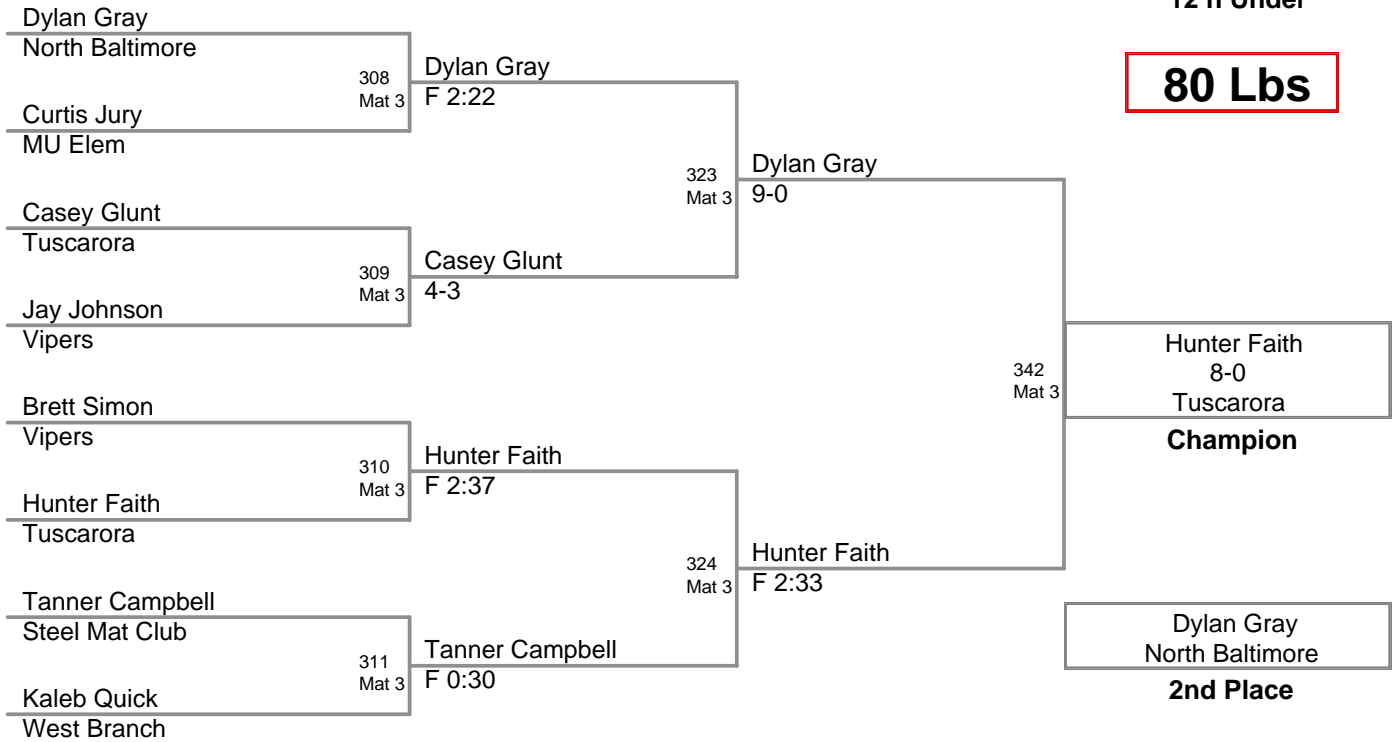 12 n Under
80 Lbs
Dylan Gray
North Baltimore
308
Mat 3
Curtis Jury
MU Elem
Dylan Gray
F 2:22
Casey Glunt
Tuscarora
309
Mat 3
Jay Johnson
Vipers
Casey Glunt
4-3
323
Mat 3
Dylan Gray
9-0
Brett Simon
Vipers
310
Mat 3
Hunter Faith
Tuscarora
Hunter Faith
F 2:37
Tanner Campbell
Steel Mat Club
311
Mat 3
Kaleb Quick
West Branch
Tanner Campbell
F 0:30
324
Mat 3
Hunter Faith
F 2:33
342
Mat 3
Hunter Faith
8-0
Tuscarora
Champion
Dylan Gray
North Baltimore
2nd Place